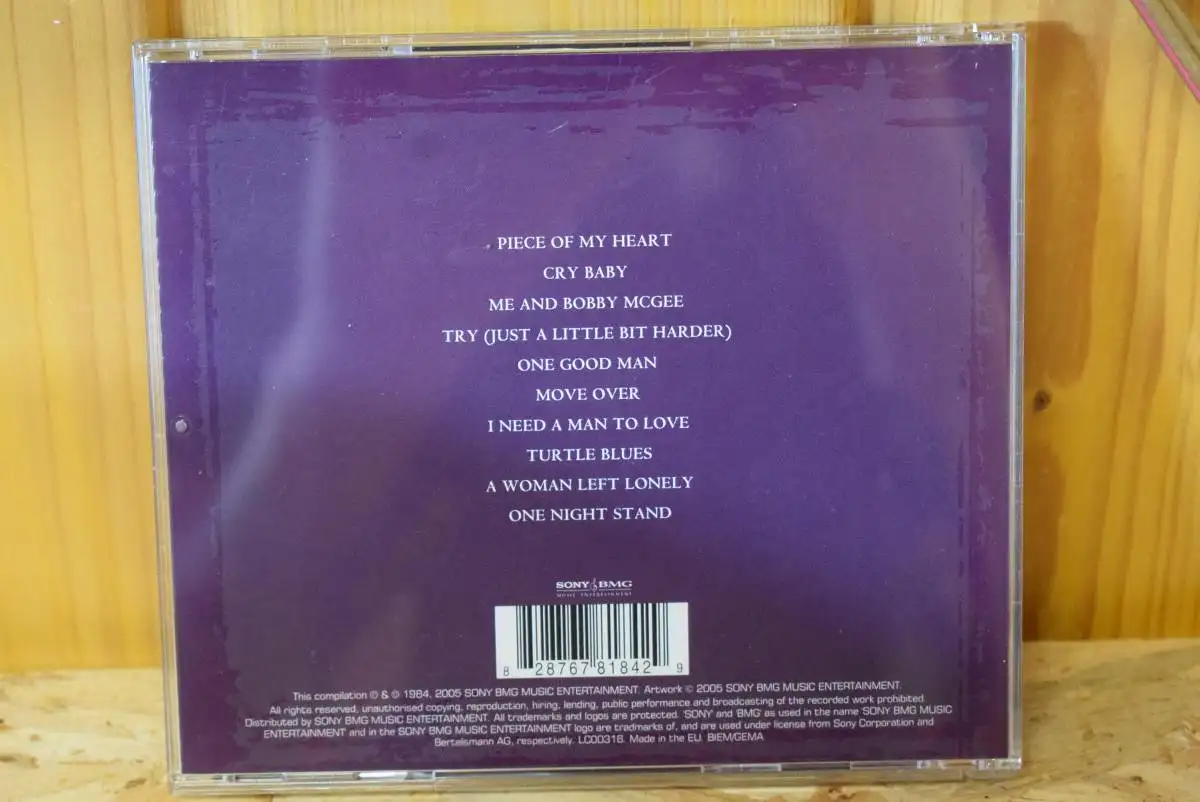 PIECE OF MY HEART
CRY BABY
ME AND BOBBY MCGEE
TRY (JUST A LITTLE BIT HARDER)
ONE GOOD MAN
MOVE OVER
I NEED A MAN TO LOVE
TURTLE BLUES
A WOMAN LEFT LONELY
ONE NIGHT STAND
SONY BMG
MUSIC ENTERTAINMENT
8 28767 81842 9
This compilation ℗ & © 1984, 2005 SONY BMG MUSIC ENTERTAINMENT. Artwork © 2005 SONY BMG MUSIC ENTERTAINMENT.
All rights reserved, unauthorised copying, reproduction, hiring, lending, public performance and broadcasting of the recorded work prohibited.
Distributed by SONY BMG MUSIC ENTERTAINMENT. All trademarks and logos are protected. 'SONY' and 'BMG' as used in the name 'SONY BMG MUSIC
ENTERTAINMENT' and in the SONY BMG MUSIC ENTERTAINMENT logo are tradmarks of, and are used under license from Sony Corporation and
Bertelsmann AG, respectively. LC00316. Made in the EU. BIEM/GEMA